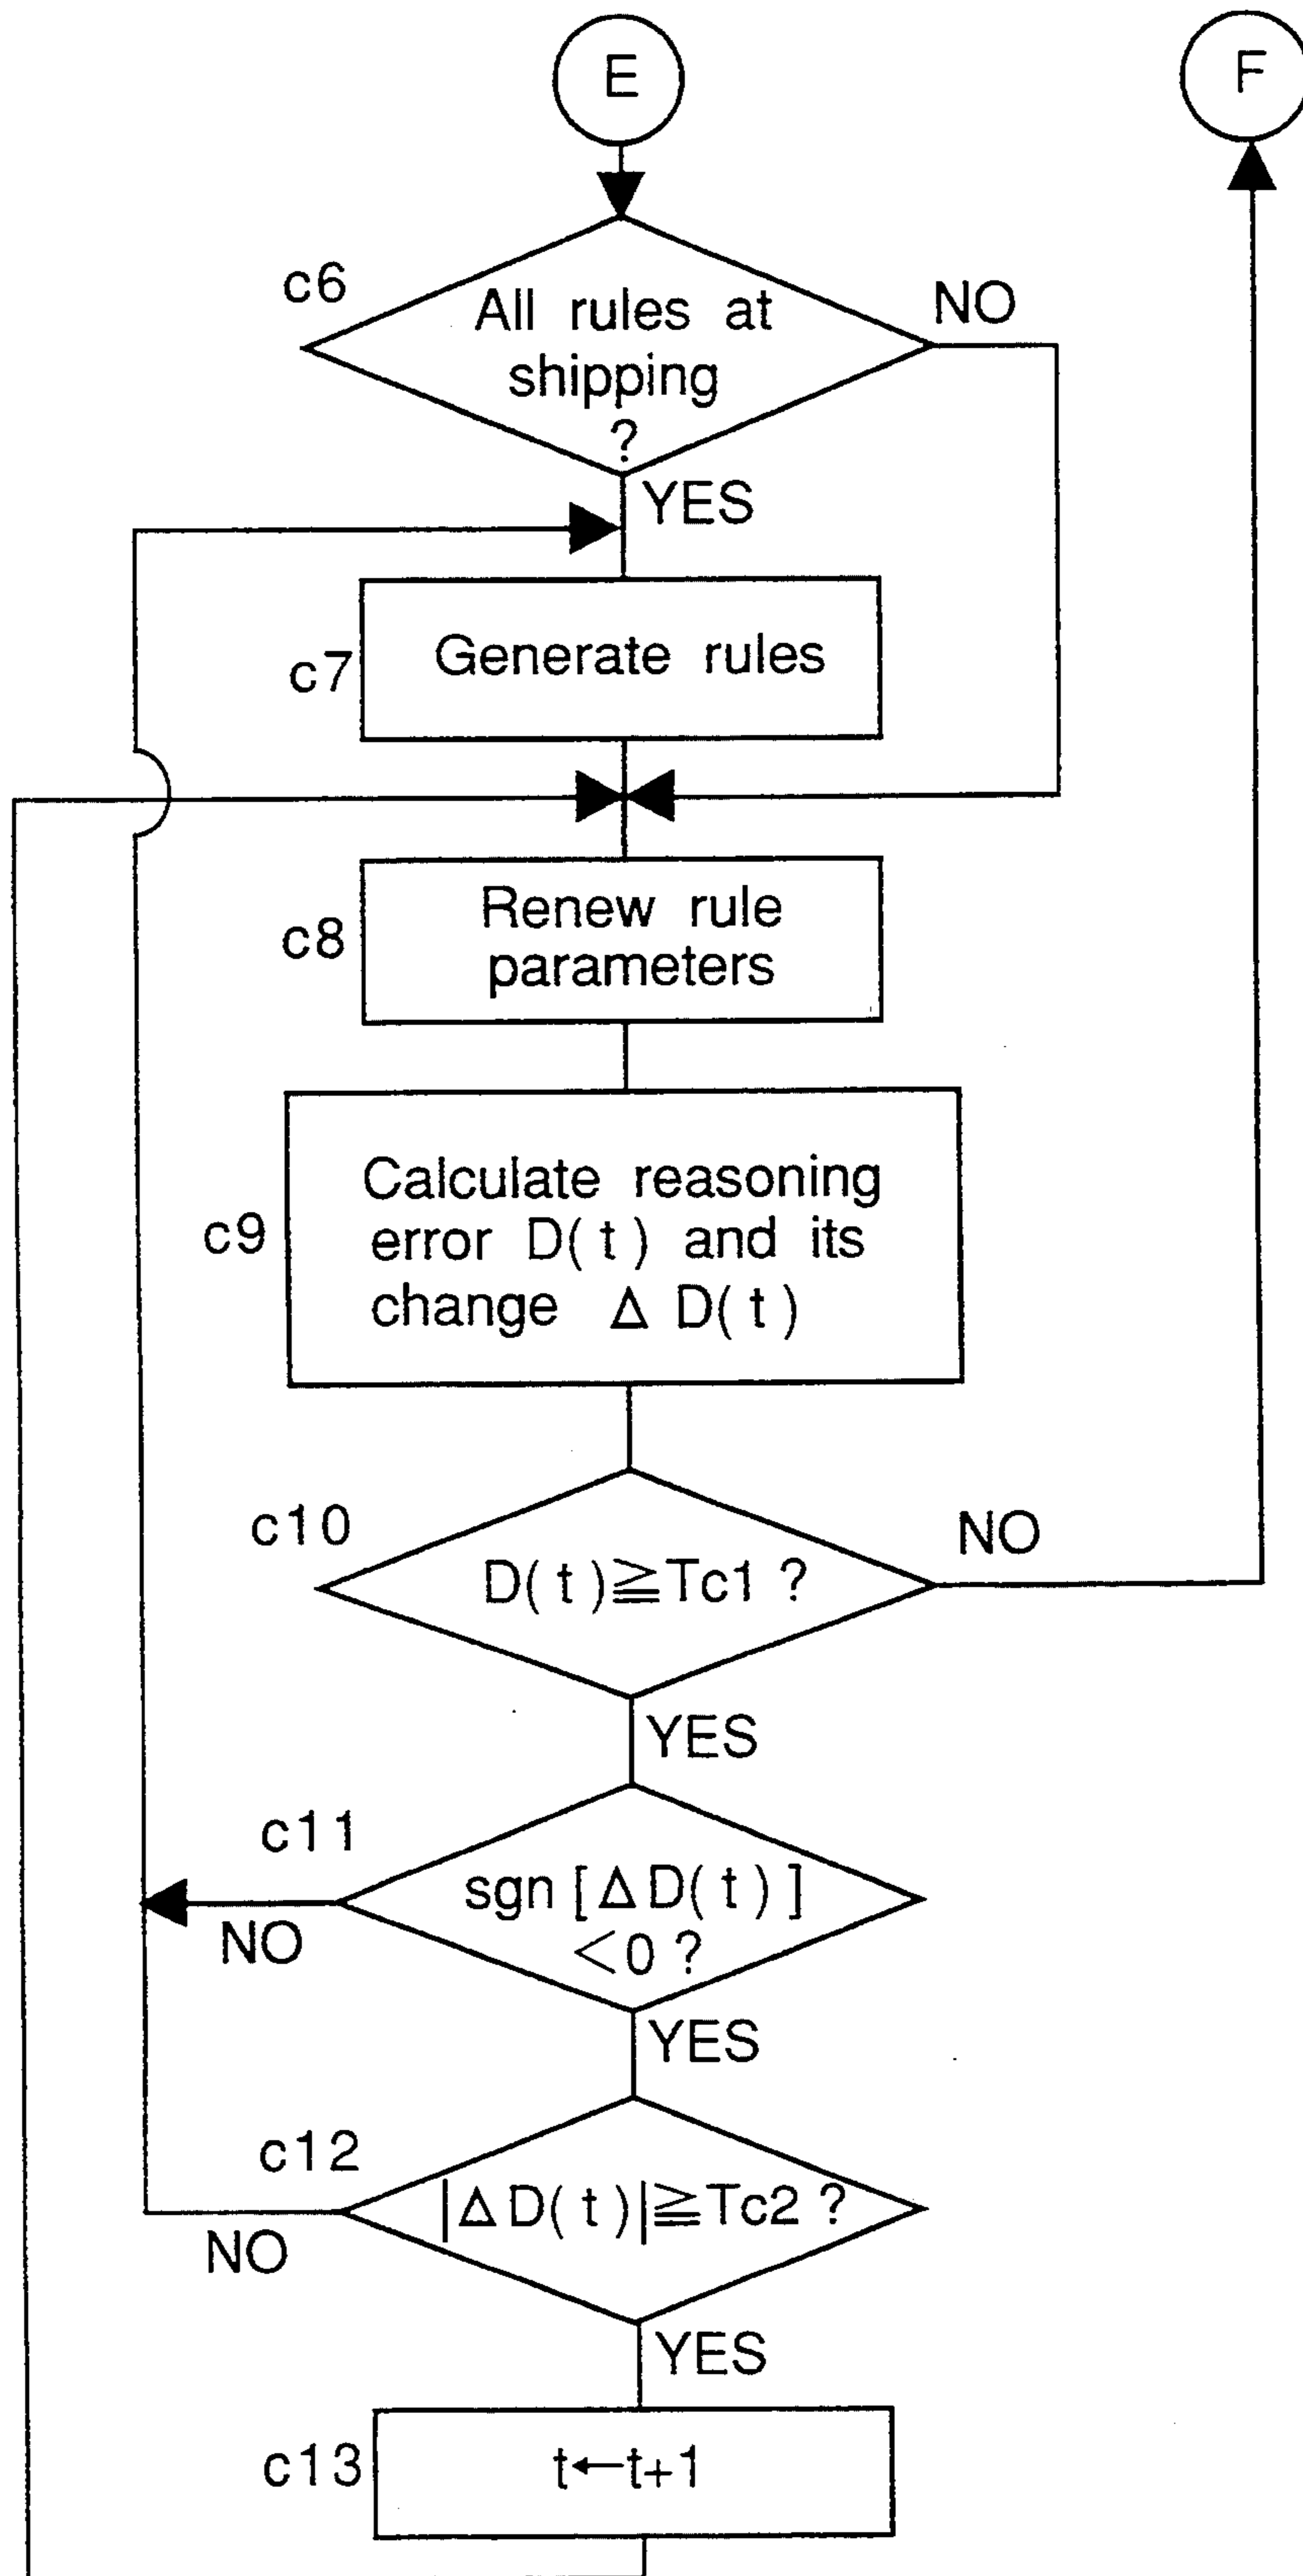 E
F
c6
All rules at
shipping
?
NO
YES
c7
Generate rules
c8
Renew rule
parameters
c9
Calculate reasoning
error D(t) and its
change Δ D(t)
c10
D(t)≧Tc1 ?
NO
YES
c11
sgn [Δ D(t)]
<0 ?
NO
YES
c12
|Δ D(t)|≧Tc2 ?
NO
YES
c13
t←t+1